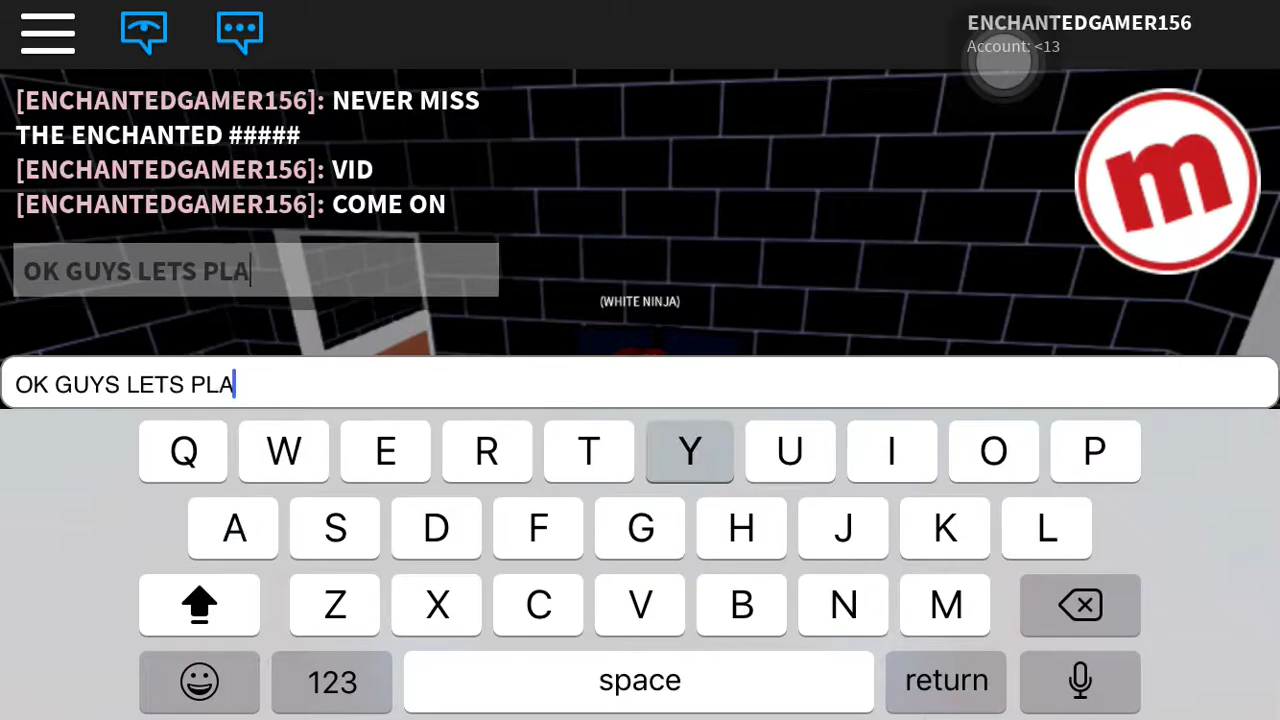 ENCHANTEDGAMER156
Account: <13
[ENCHANTEDGAMER156]: NEVER MISS
THE ENCHANTED #####
[ENCHANTEDGAMER156]: VID
[ENCHANTEDGAMER156]: COME ON
m
OK GUYS LETS PLA
(WHITE NINJA)
OK GUYS LETS PLA
Q W E R T Y U I O P
A S D F G H J K L
Z X C V B N M
123 space return